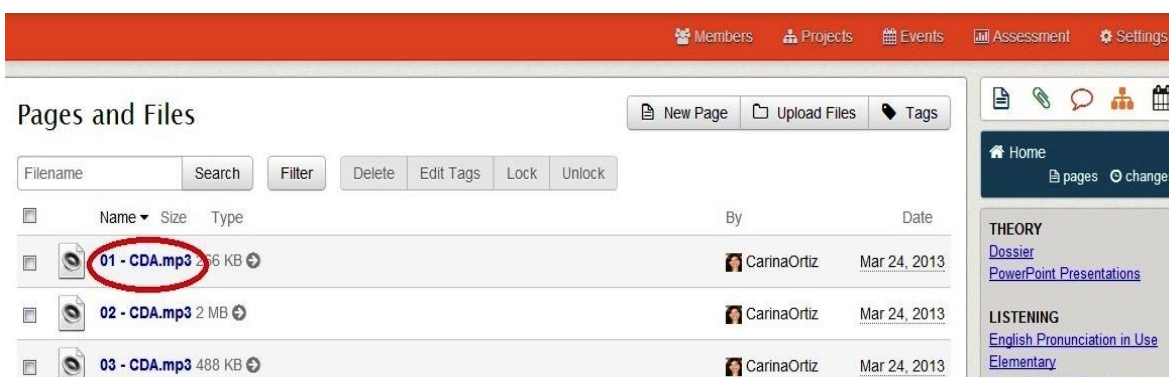 Members Projects Events Assessment Settings
Pages and Files
New Page Upload Files Tags
Filename Search Filter Delete Edit Tags Lock Unlock
Name Size Type By Date
01 - CDA.mp3 266 KB CarinaOrtiz Mar 24, 2013
02 - CDA.mp3 2 MB CarinaOrtiz Mar 24, 2013
03 - CDA.mp3 488 KB CarinaOrtiz Mar 24, 2013
Home
pages change
THEORY
Dossier
PowerPoint Presentations
LISTENING
English Pronunciation in Use
Elementary